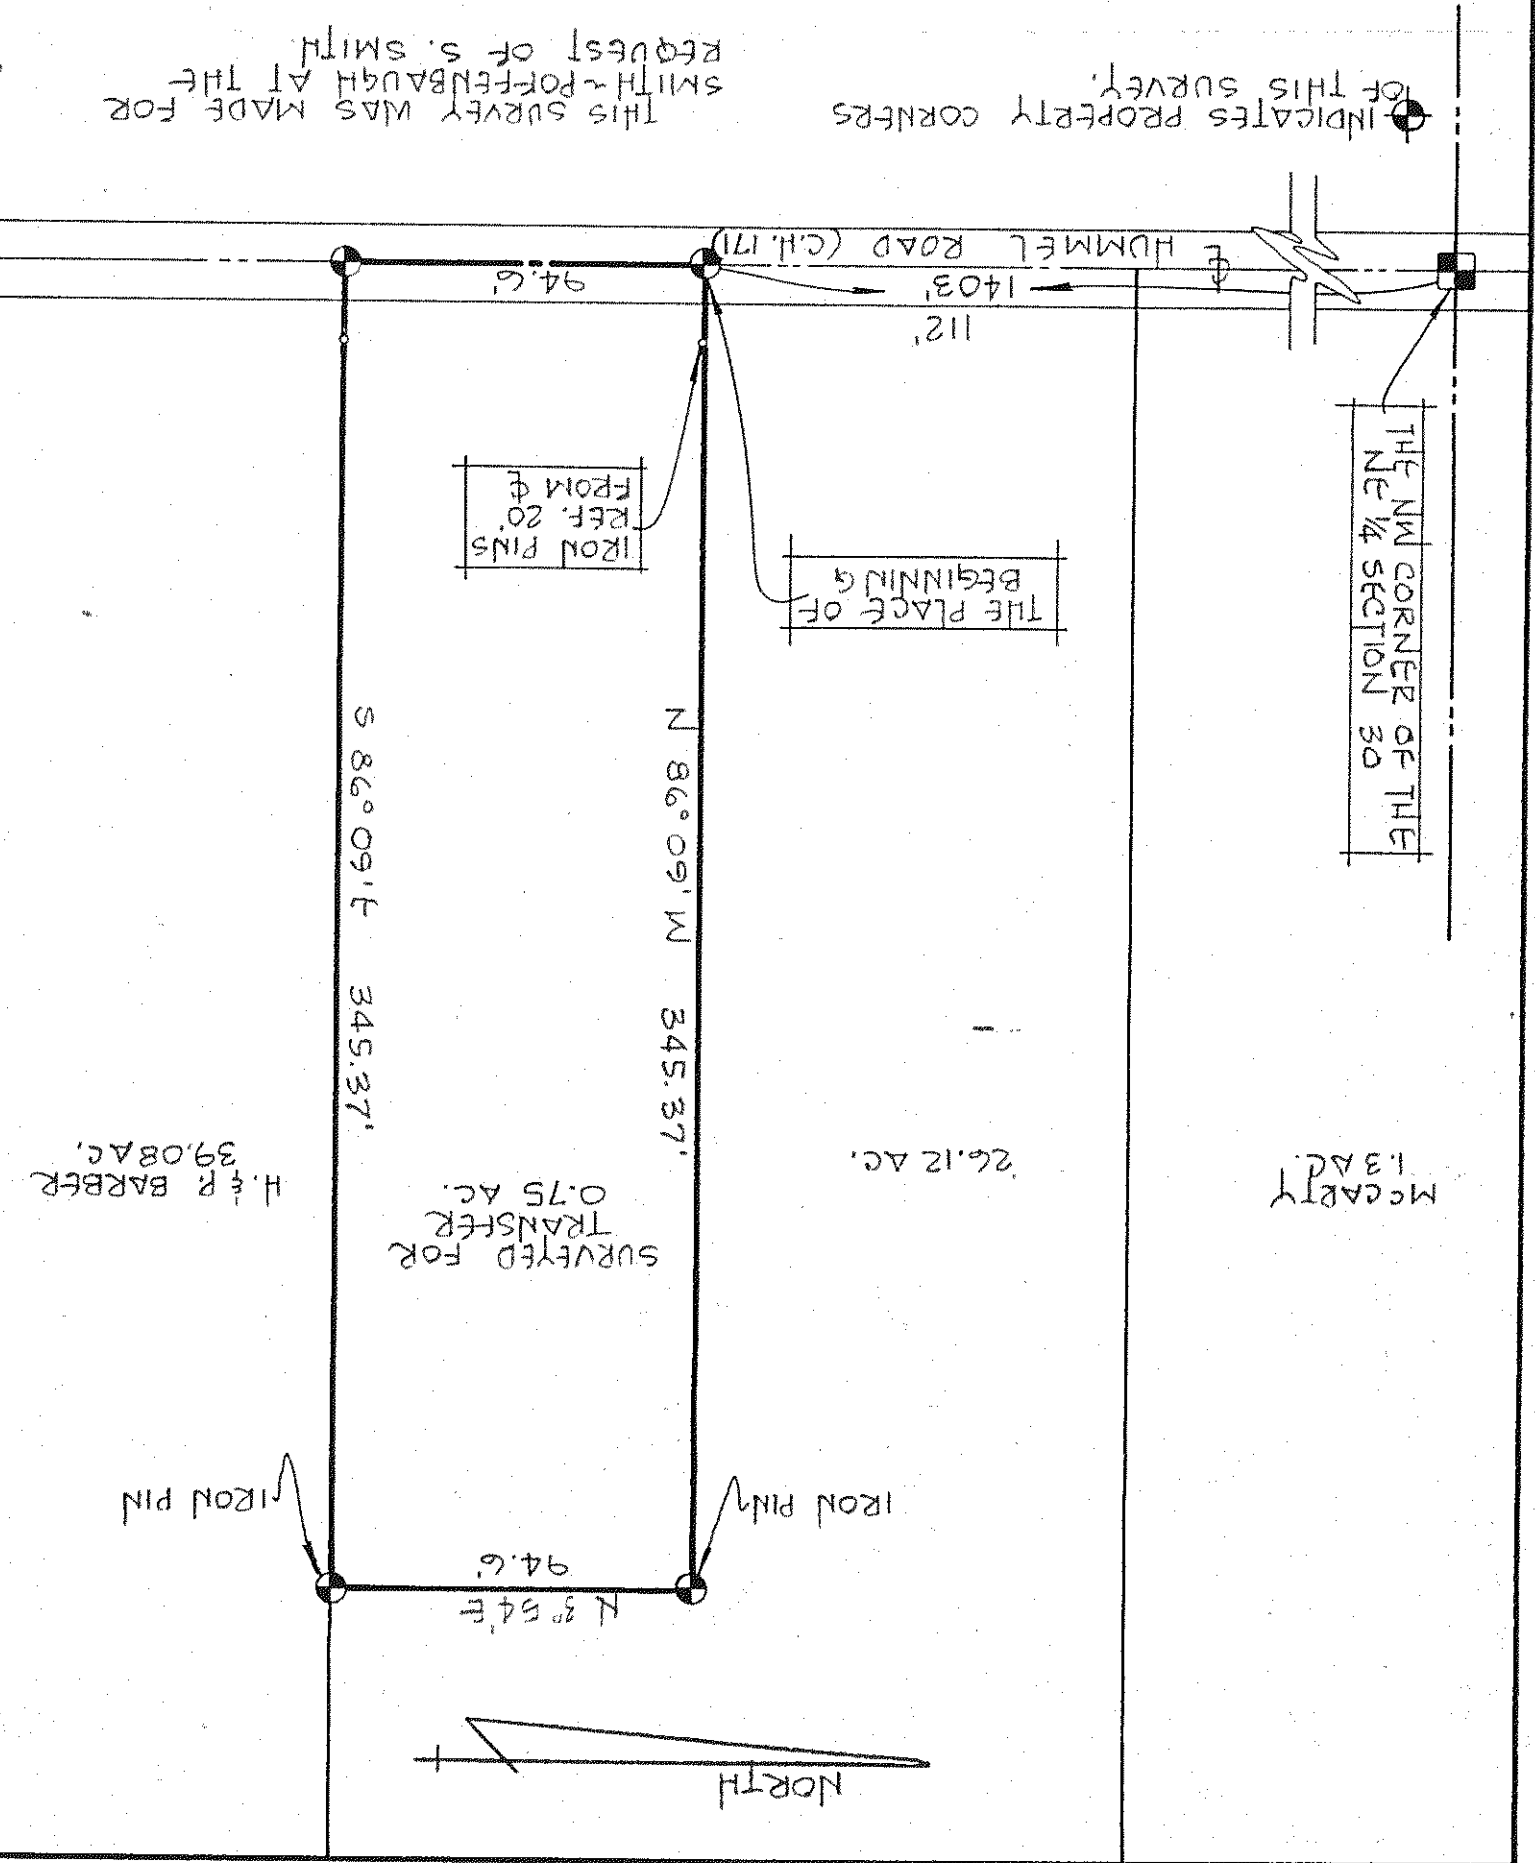 NORTH
N 3° 54' E
94.6'
IRON PIN
IRON PIN
SURVEYED FOR
TRANSFER
0.75 AC.
MCCARTY
1.3 AC.
26.12 AC.
H. & P. BARBER
39.08 AC.
N 86° 09' W 345.37'
S 86° 09' E 345.37'
THE NW CORNER OF THE
NE 1/4 SECTION 30
THE PLACE OF
BEGINNING
IRON PINS
REF. 20'
FROM ℄
112'
1403'
94.6'
℄ HUMMEL ROAD (C.H. 171)
INDICATES PROPERTY CORNERS
OF THIS SURVEY.
THIS SURVEY WAS MADE FOR
SMITH ~ POFFENBAUGH AT THE
REQUEST OF S. SMITH